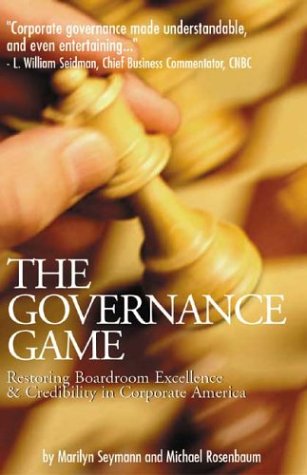 "Corporate governance made understandable,
and even entertaining..."
- L. William Seidman, Chief Business Commentator, CNBC
THE
GOVERNANCE
GAME
Restoring Boardroom Excellence
& Credibility in Corporate America
by Marilyn Seymann and Michael Rosenbaum